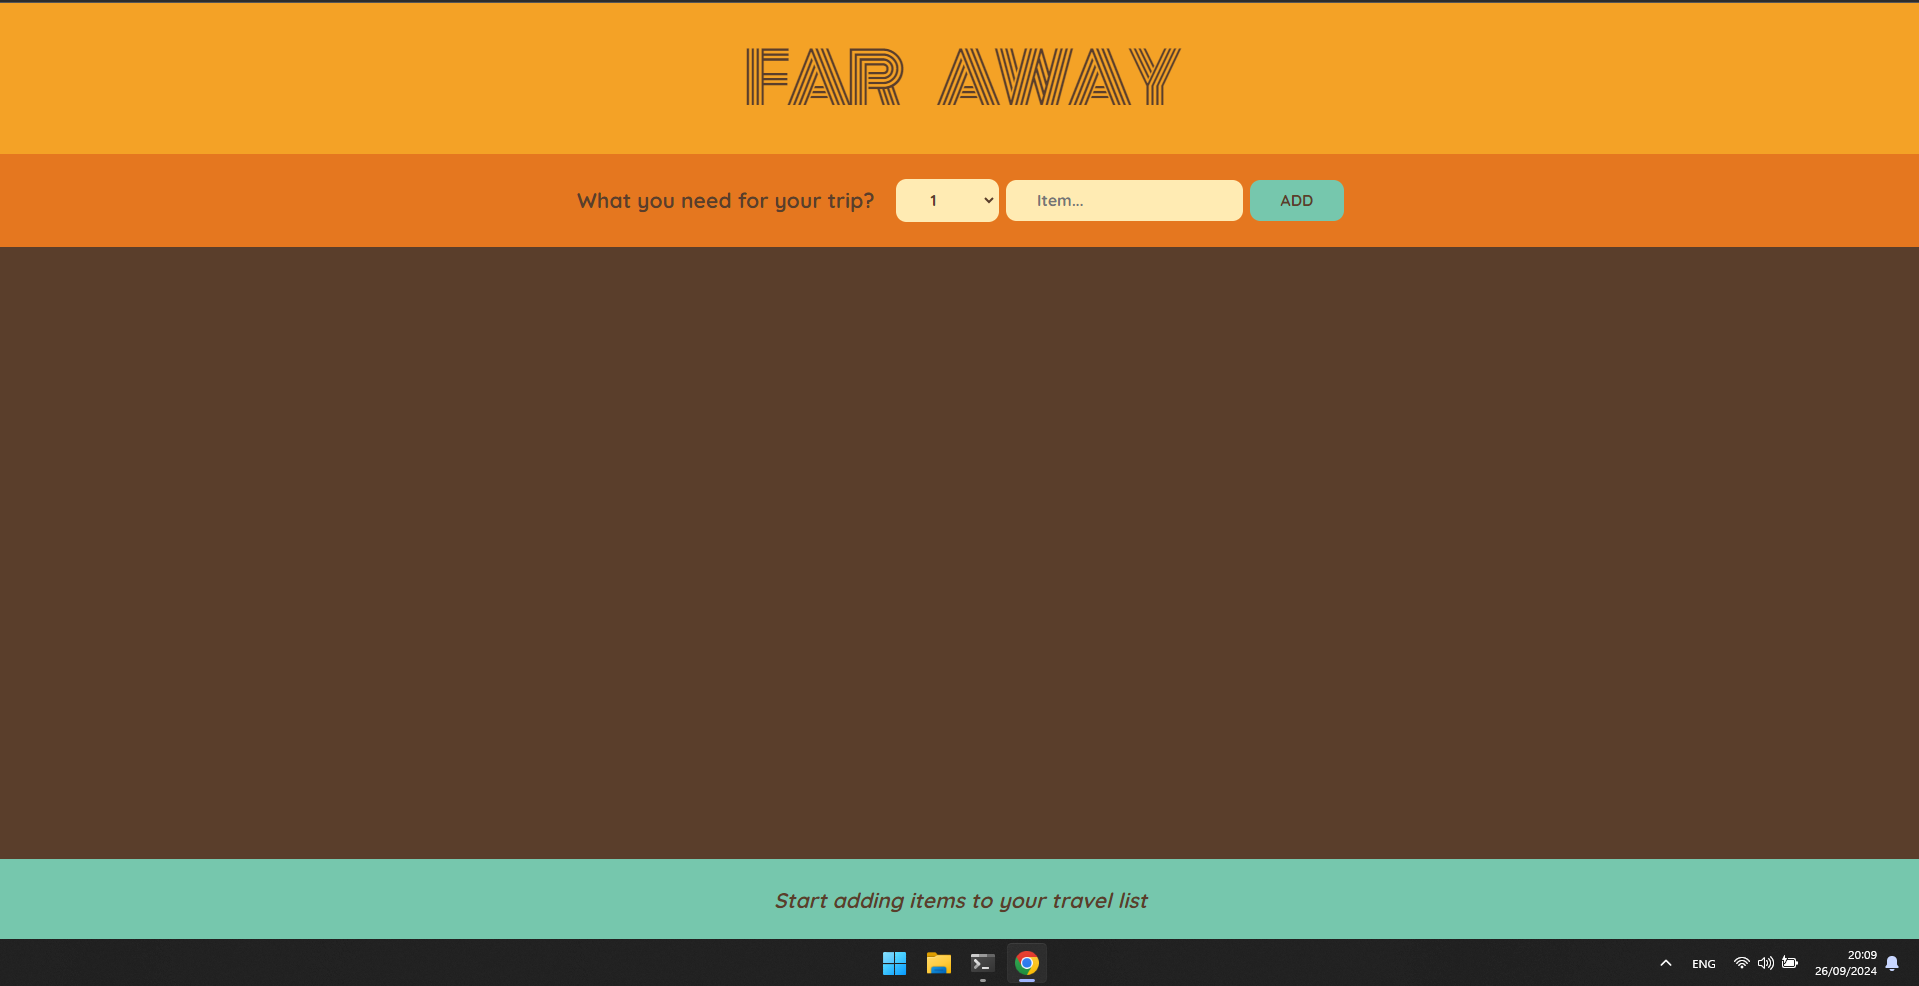 FAR AWAY
What you need for your trip?
1
Item...
ADD
Start adding items to your travel list
ENG
20:09
26/09/2024